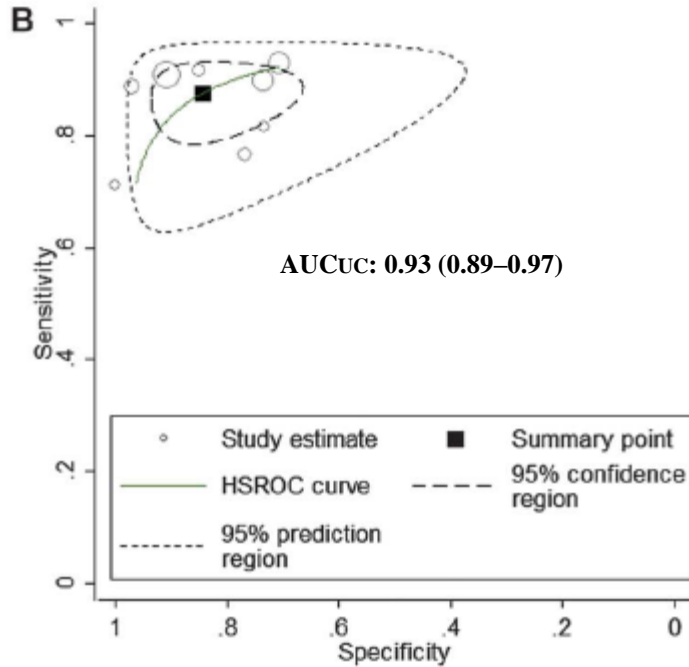 B
1
.8
.6
.4
.2
0
Sensitivity
AUCUC: 0.93 (0.89–0.97)
Study estimate
Summary point
HSROC curve
95% confidence
region
95% prediction
region
1
.8
.6
.4
.2
0
Specificity